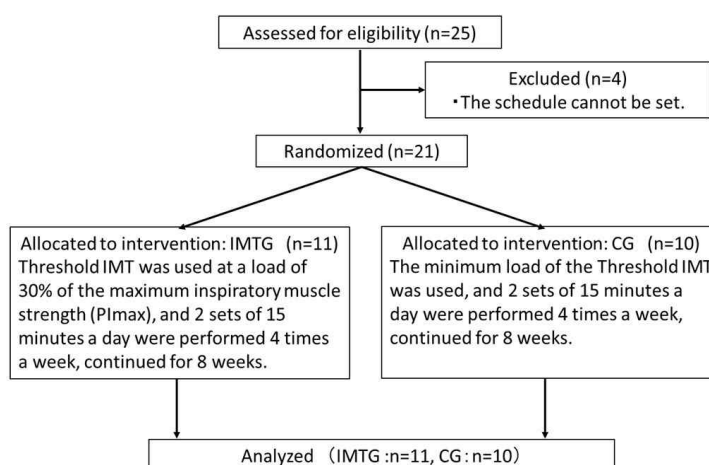 Assessed for eligibility (n=25)
Excluded (n=4)
・The schedule cannot be set.
Randomized (n=21)
Allocated to intervention: IMTG (n=11)
Threshold IMT was used at a load of
30% of the maximum inspiratory muscle
strength (PImax), and 2 sets of 15
minutes a day were performed 4 times
a week, continued for 8 weeks.
Allocated to intervention: CG (n=10)
The minimum load of the Threshold IMT
was used, and 2 sets of 15 minutes a
day were performed 4 times a week,
continued for 8 weeks.
Analyzed （IMTG :n=11, CG : n=10）